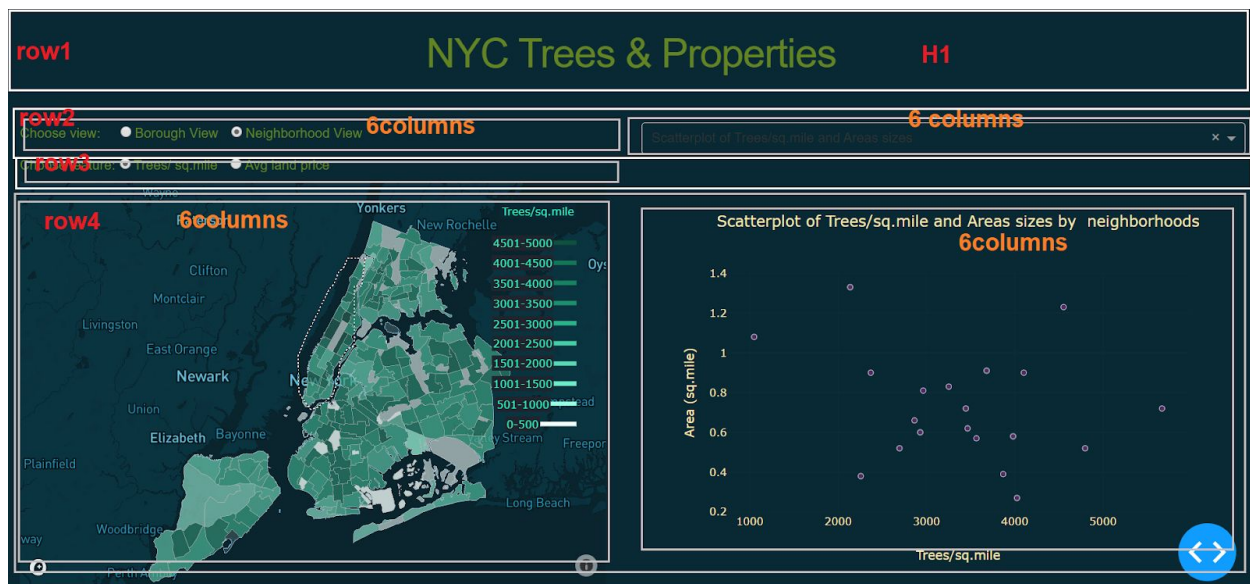 row1
NYC Trees & Properties
H1
row2
6columns
6 columns
Choose view: Borough View Neighborhood View
Scatterplot of Trees/sq.mile and Areas sizes × 
row3
Trees/ sq.mile Avg land price
row4
6columns
Wayne
Yonkers
New Rochelle
Clifton
Montclair
Livingston
East Orange
Newark
Union
Elizabeth
Bayonne
Plainfield
Woodbridge
Perth Amboy
Long Beach
Freepor
Trees/sq.mile
4501-5000
4001-4500
3501-4000
3001-3500
2501-3000
2001-2500
1501-2000
1001-1500
501-1000
0-500
Scatterplot of Trees/sq.mile and Areas sizes by neighborhoods
6columns
Area (sq.mile)
1.4
1.2
1
0.8
0.6
0.4
0.2
1000
2000
3000
4000
5000
Trees/sq.mile